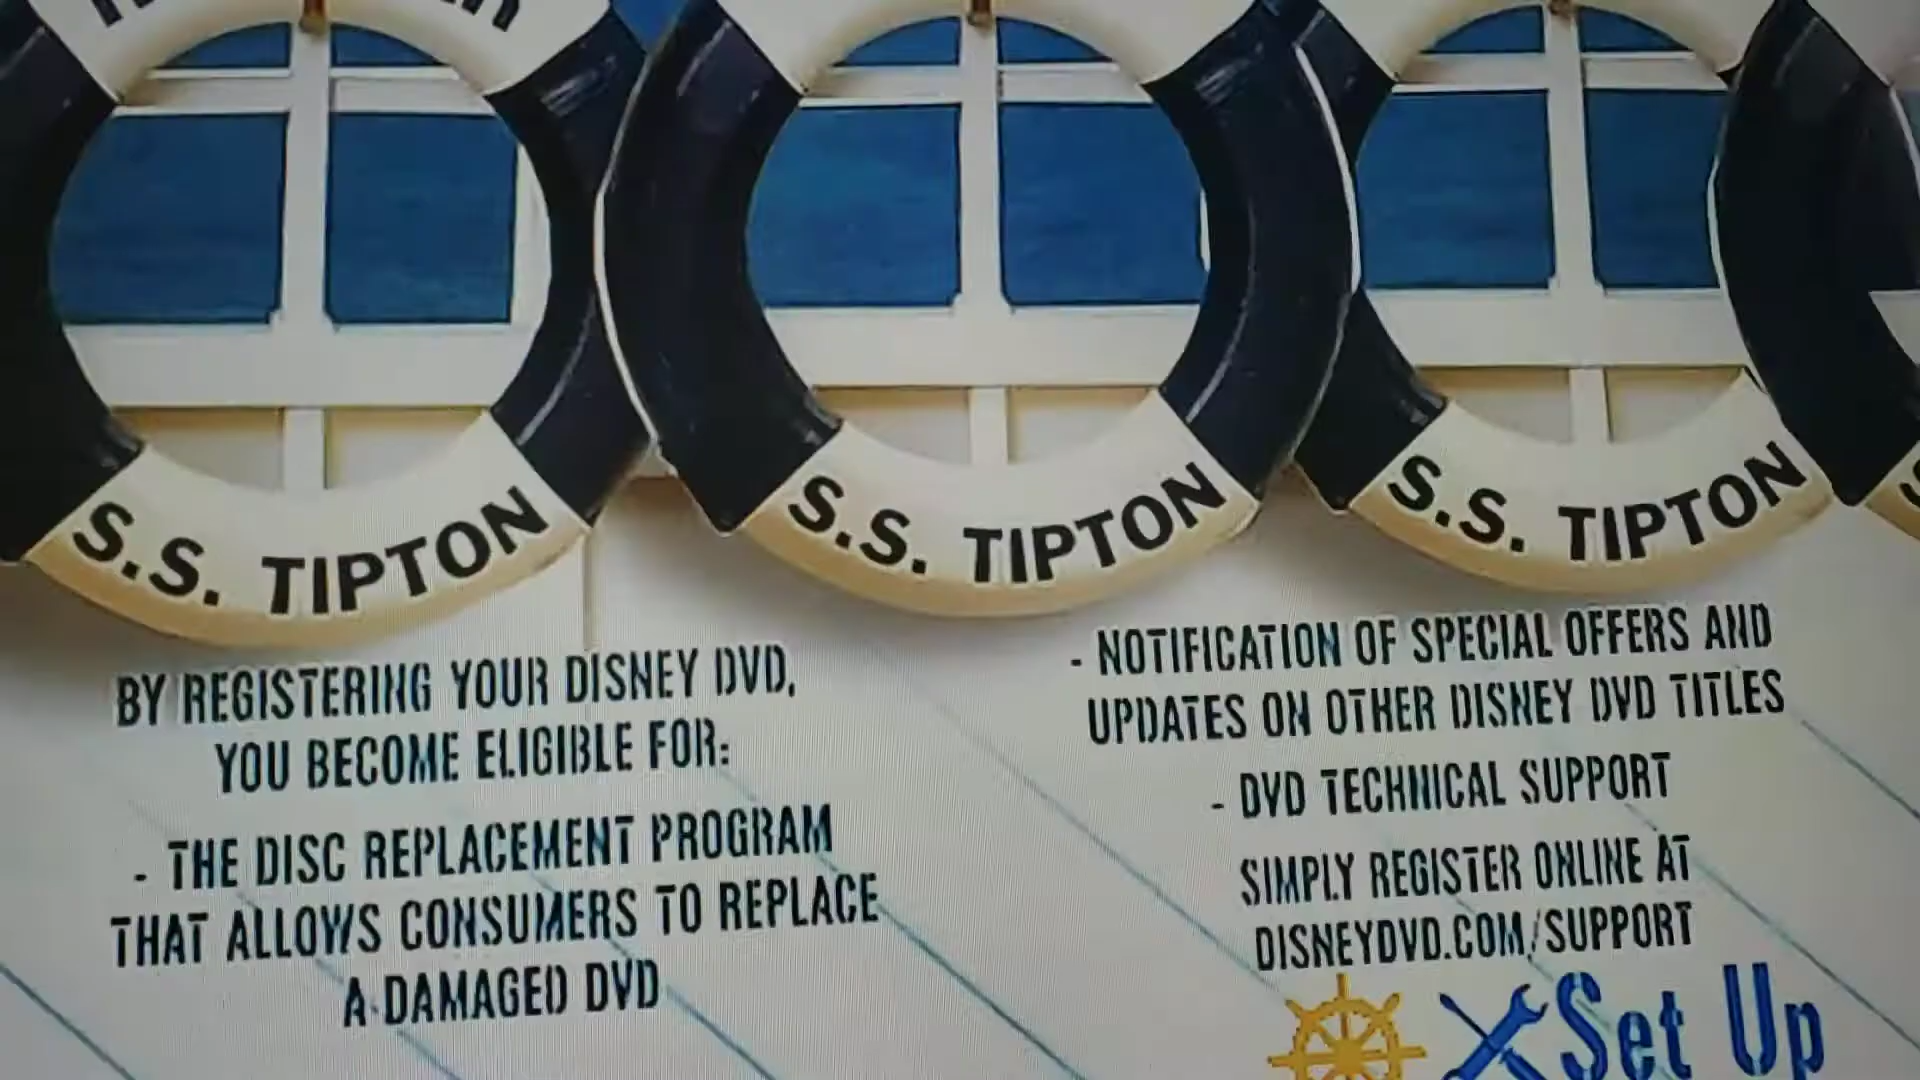 S.S. TIPTON
S.S. TIPTON
S.S. TIPTON
BY REGISTERING YOUR DISNEY DVD,
YOU BECOME ELIGIBLE FOR:
- THE DISC REPLACEMENT PROGRAM
THAT ALLOWS CONSUMERS TO REPLACE
A DAMAGED DVD
- NOTIFICATION OF SPECIAL OFFERS AND
UPDATES ON OTHER DISNEY DVD TITLES
- DVD TECHNICAL SUPPORT
SIMPLY REGISTER ONLINE AT
DISNEYDVD.COM/SUPPORT
Set Up